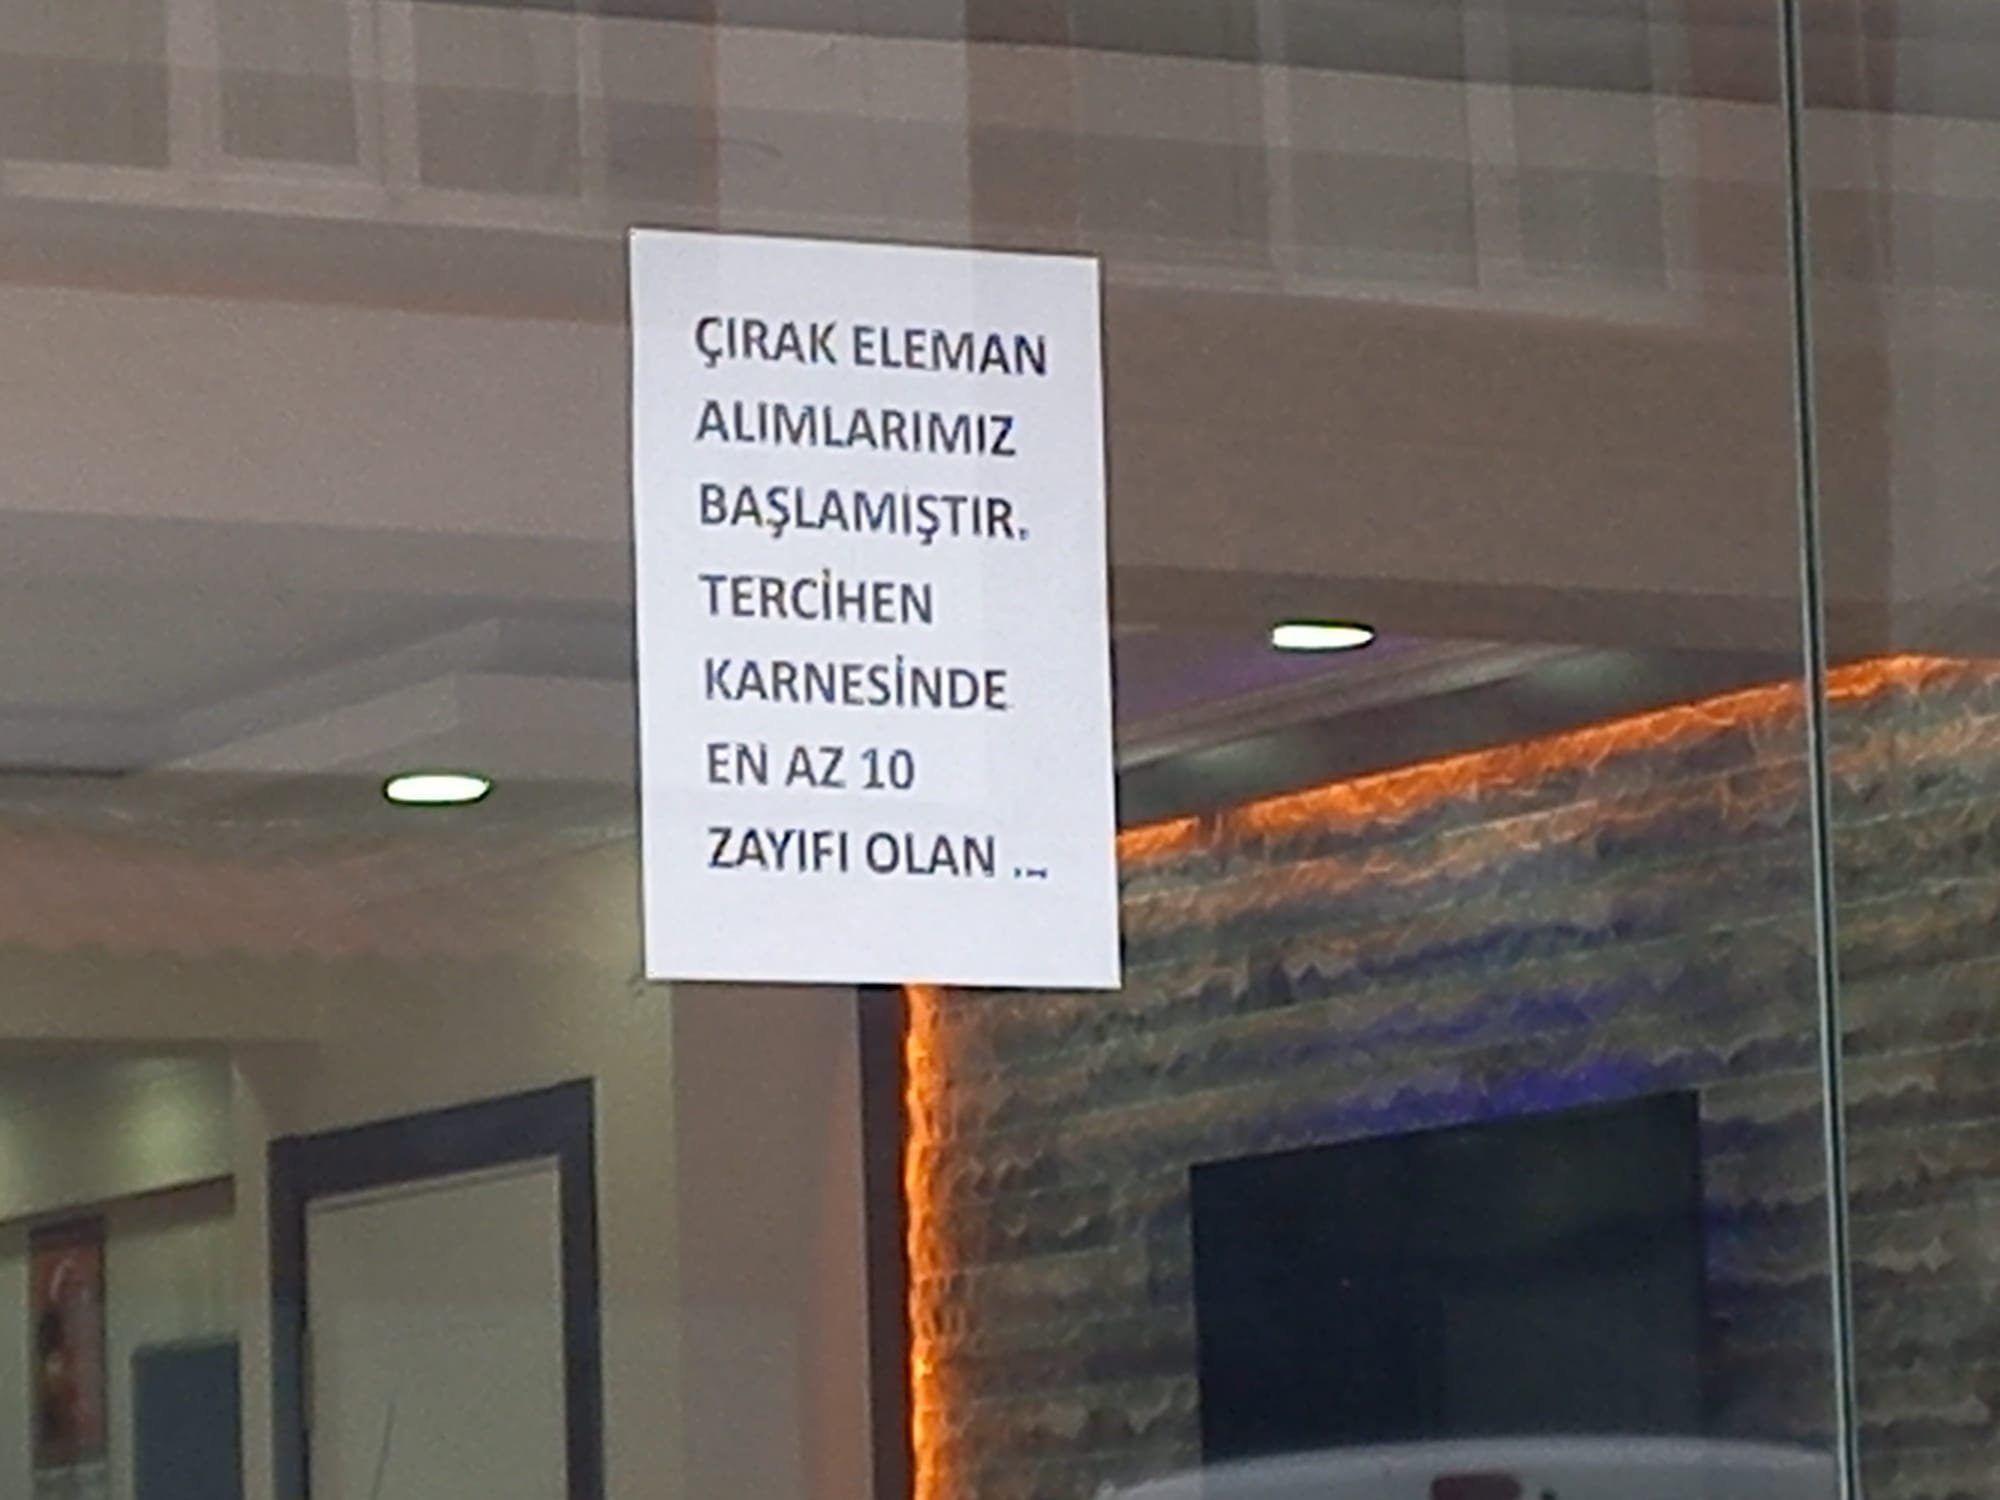 ÇIRAK ELEMAN
ALIMLARIMIZ
BAŞLAMIŞTIR.
TERCİHEN
KARNESİNDE
EN AZ 10
ZAYIFI OLAN ...